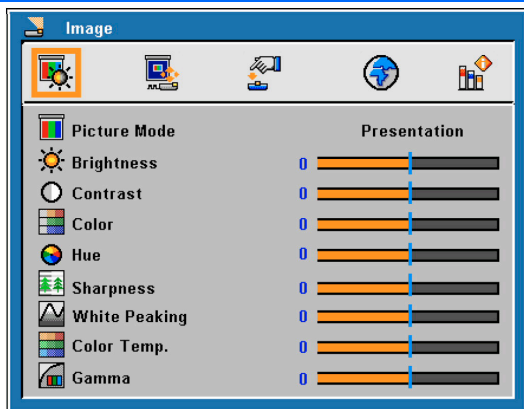 Image
Picture Mode Presentation
Brightness 0
Contrast 0
Color 0
Hue 0
Sharpness 0
White Peaking 0
Color Temp. 0
Gamma 0